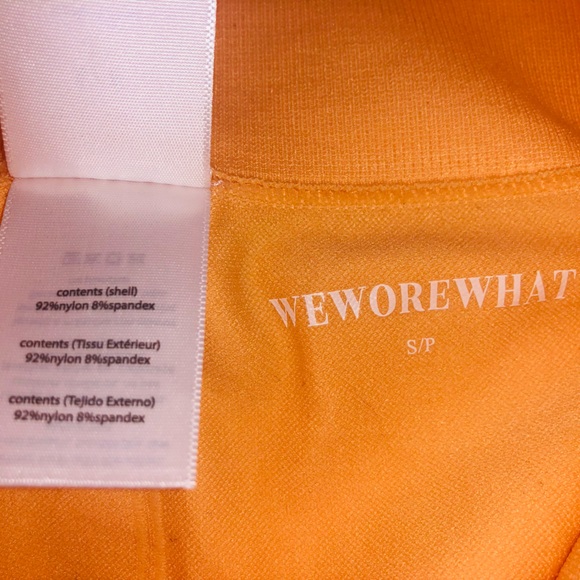 contents (shell)
92%nylon 8%spandex
contents (Tissu Extérieur)
92%nylon 8%spandex
contents (Tejido Externo)
92%nylon 8%spandex
WEWOREWHAT
S/P